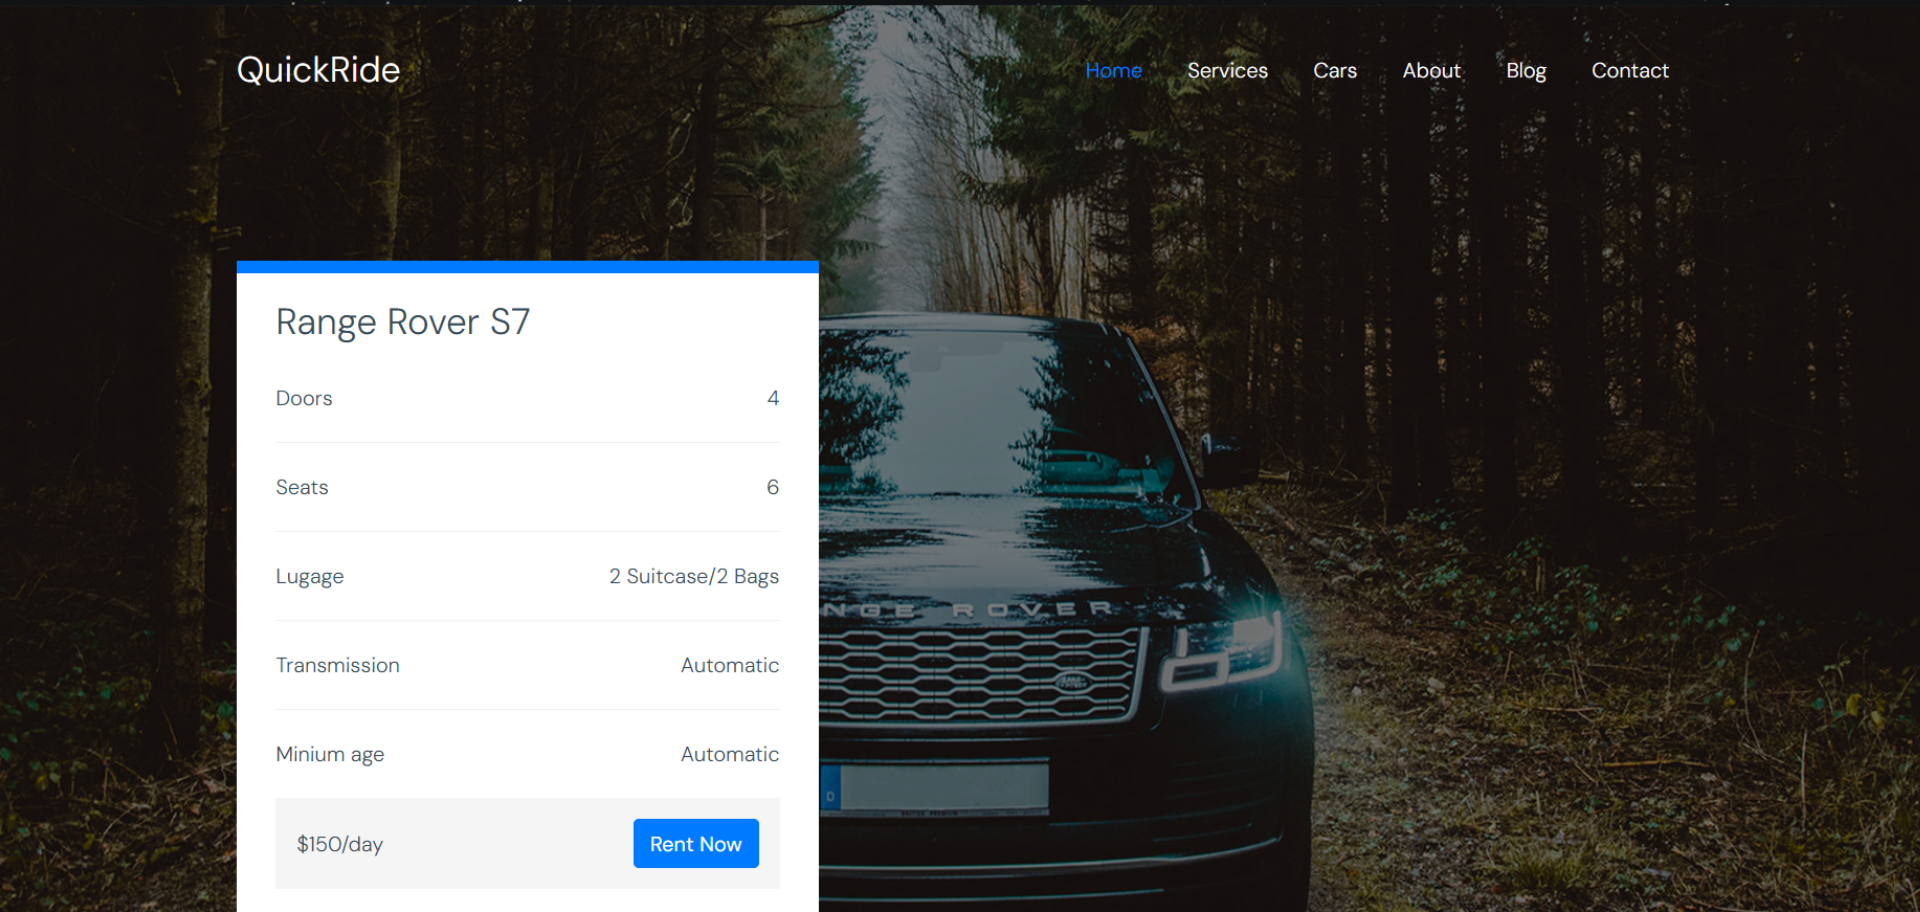 QuickRide
Home Services Cars About Blog Contact
Range Rover S7
Doors 4
Seats 6
Lugage 2 Suitcase/2 Bags
NGE ROVER
Transmission Automatic
Minium age Automatic
D
$150/day Rent Now